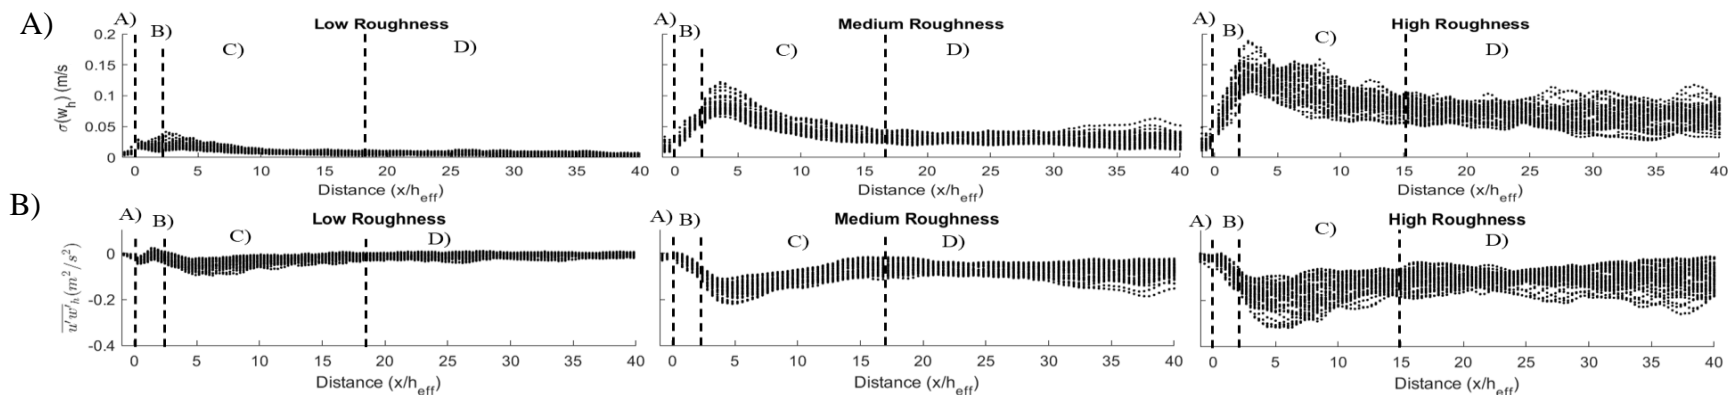 A)
Low Roughness
Medium Roughness
High Roughness
A)
B)
C)
D)
A)
B)
C)
D)
A)
B)
C)
D)
σ(w_h) (m/s)
0.2
0.15
0.1
0.05
0
0 5 10 15 20 25 30 35 40
0 5 10 15 20 25 30 35 40
0 5 10 15 20 25 30 35 40
Distance (x/h_eff)
Distance (x/h_eff)
Distance (x/h_eff)
B)
Low Roughness
Medium Roughness
High Roughness
A)
B)
C)
D)
A)
B)
C)
D)
A)
B)
C)
D)
u'w'_h (m²/s²)
0
-0.2
-0.4
0 5 10 15 20 25 30 35 40
0 5 10 15 20 25 30 35 40
0 5 10 15 20 25 30 35 40
Distance (x/h_eff)
Distance (x/h_eff)
Distance (x/h_eff)